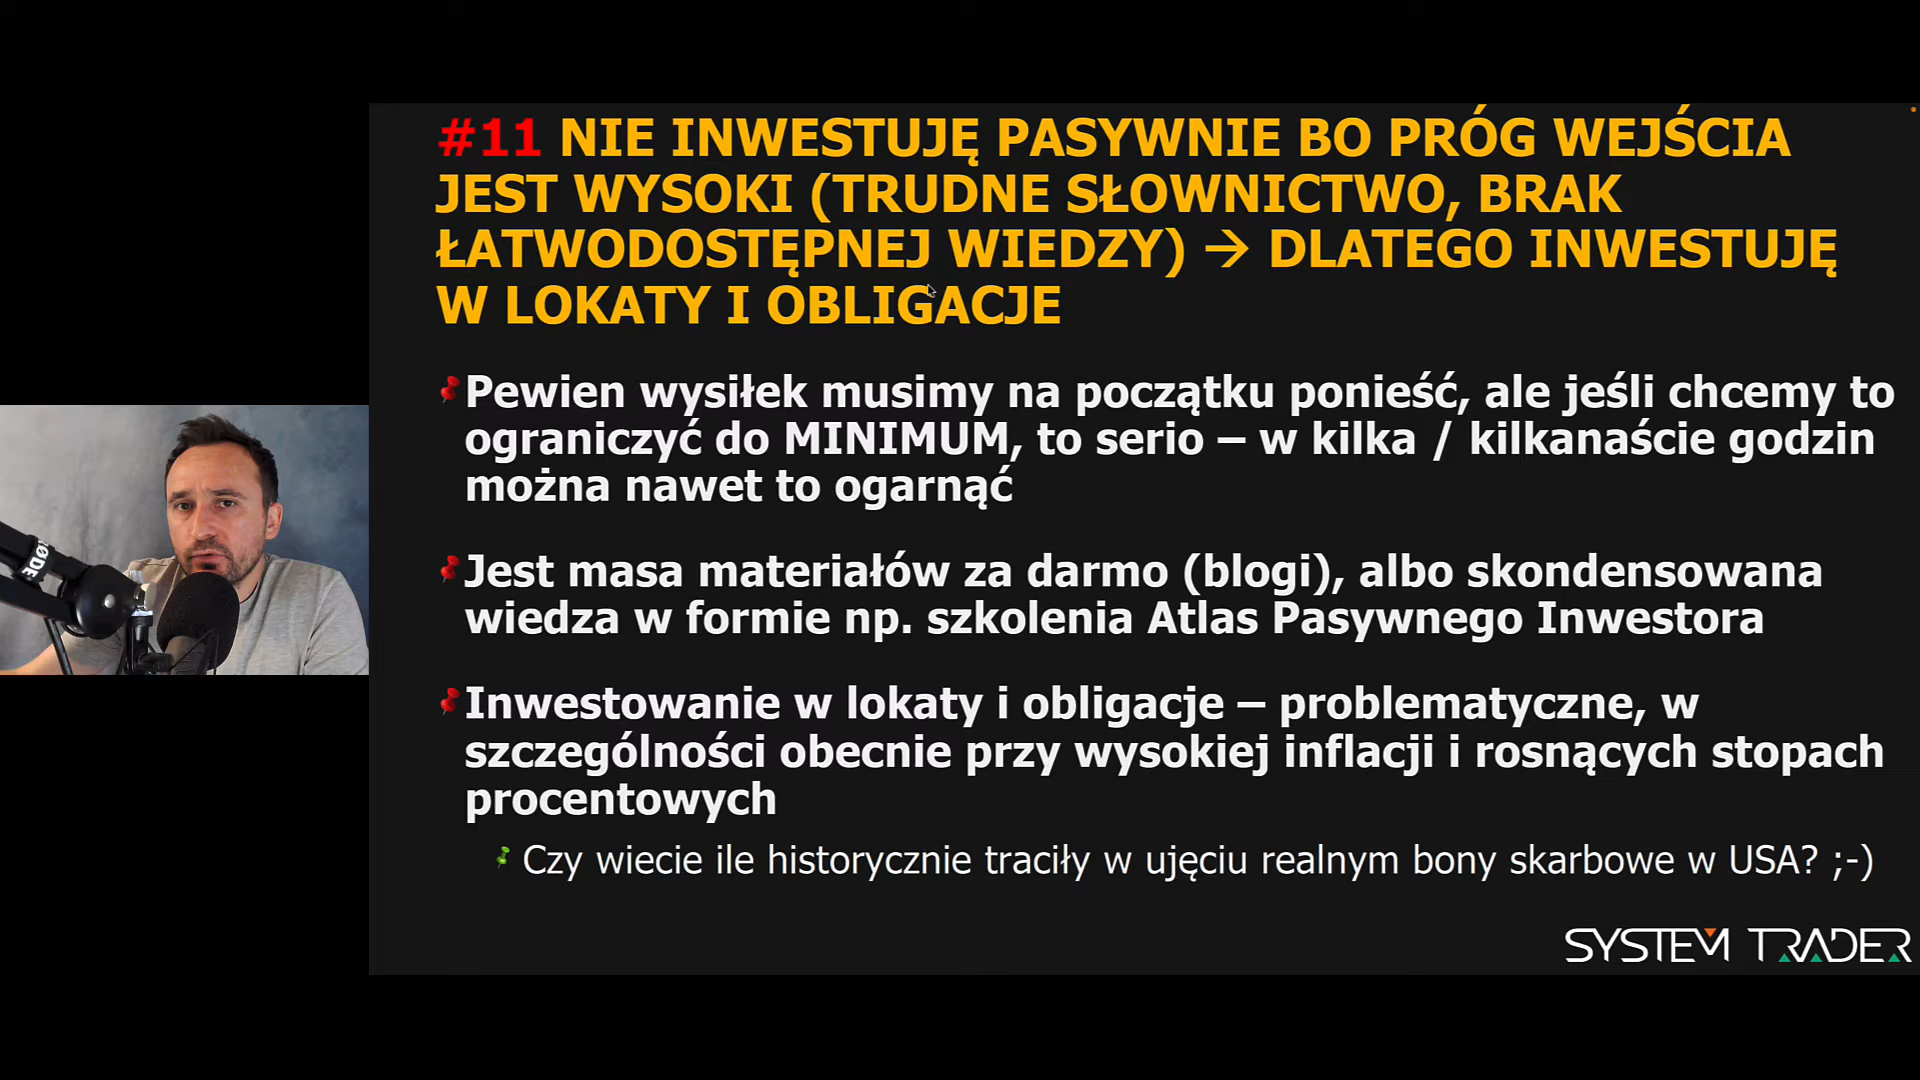 #11 NIE INWESTUJĘ PASYWNIE BO PRÓG WEJŚCIA
JEST WYSOKI (TRUDNE SŁOWNICTWO, BRAK
ŁATWODOSTĘPNEJ WIEDZY) → DLATEGO INWESTUJĘ
W LOKATY I OBLIGACJE
Pewien wysiłek musimy na początku ponieść, ale jeśli chcemy to
ograniczyć do MINIMUM, to serio – w kilka / kilkanaście godzin
można nawet to ogarnąć
Jest masa materiałów za darmo (blogi), albo skondensowana
wiedza w formie np. szkolenia Atlas Pasywnego Inwestora
Inwestowanie w lokaty i obligacje – problematyczne, w
szczególności obecnie przy wysokiej inflacji i rosnących stopach
procentowych
Czy wiecie ile historycznie traciły w ujęciu realnym bony skarbowe w USA? ;-)
SYSTEM TRADER
RØDE